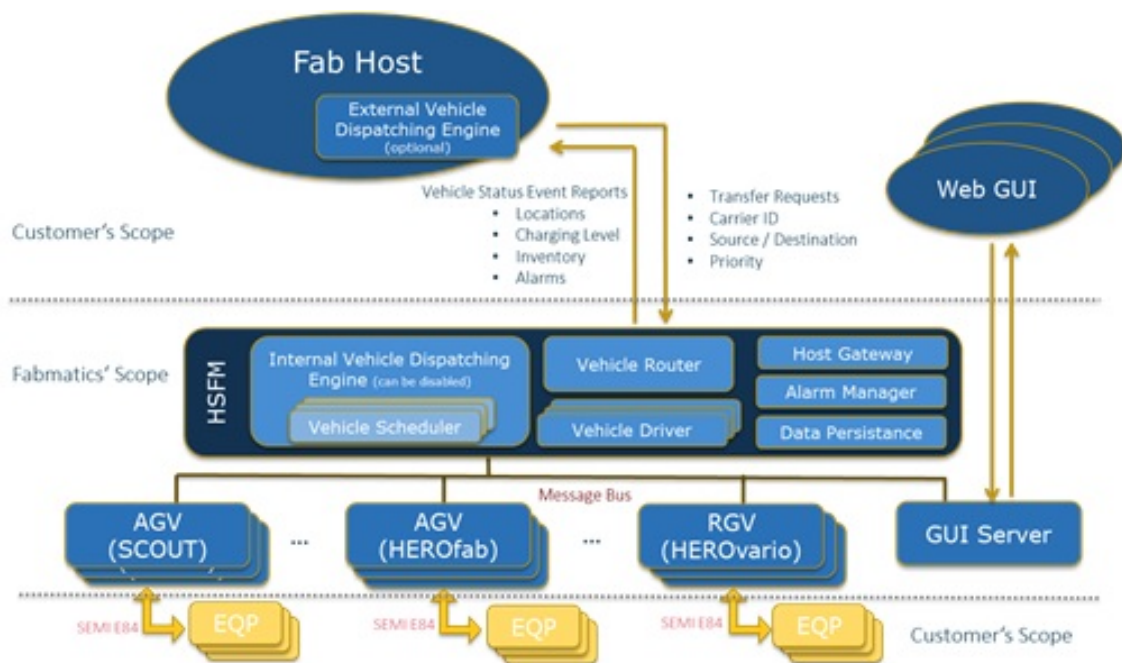 Fab Host
External Vehicle
Dispatching Engine
(optional)
Web GUI
Vehicle Status Event Reports
• Locations
• Charging Level
• Inventory
• Alarms
• Transfer Requests
• Carrier ID
• Source / Destination
• Priority
Customer's Scope
Fabmatics' Scope
HSFM
Internal Vehicle Dispatching
Engine (can be disabled)
Vehicle Scheduler
Vehicle Router
Vehicle Driver
Host Gateway
Alarm Manager
Data Persistance
Message Bus
AGV
(SCOUT)
...
AGV
(HEROfab)
...
RGV
(HEROvario)
GUI Server
SEMI E84
EQP
SEMI E84
EQP
SEMI E84
EQP
Customer's Scope